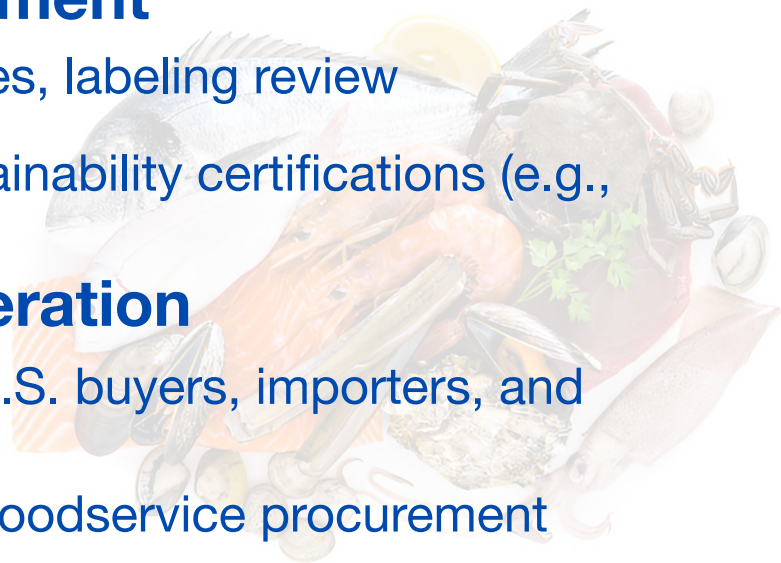 ment
es, labeling review
ainability certifications (e.g.,
eration
.S. buyers, importers, and
oodservice procurement